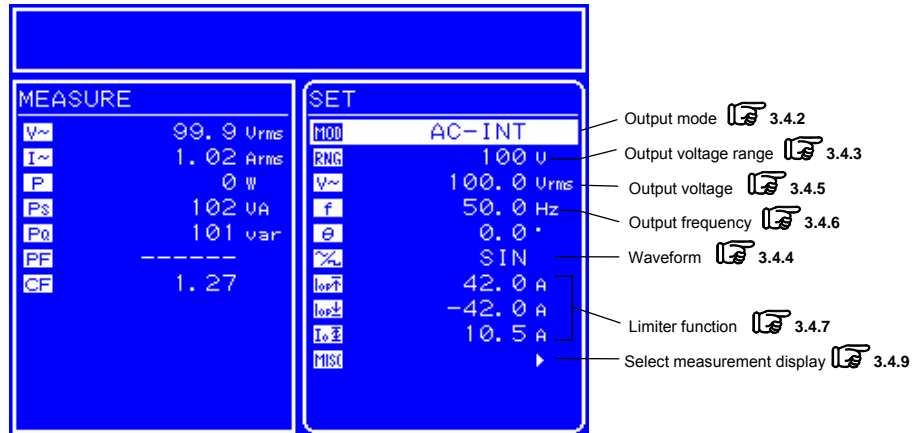 MEASURE
V~ 99.9 Vrms
I~ 1.02 Arms
P 0 W
Ps 102 VA
PQ 101 var
PF ------
CF 1.27
SET
MOD AC-INT
RNG 100 V
V~ 100.0 Vrms
f 50.0 Hz
θ 0.0 °
SIN
IoP 42.0 A
IoP -42.0 A
Io 10.5 A
MISC
Output mode 3.4.2
Output voltage range 3.4.3
Output voltage 3.4.5
Output frequency 3.4.6
Waveform 3.4.4
Limiter function 3.4.7
Select measurement display 3.4.9